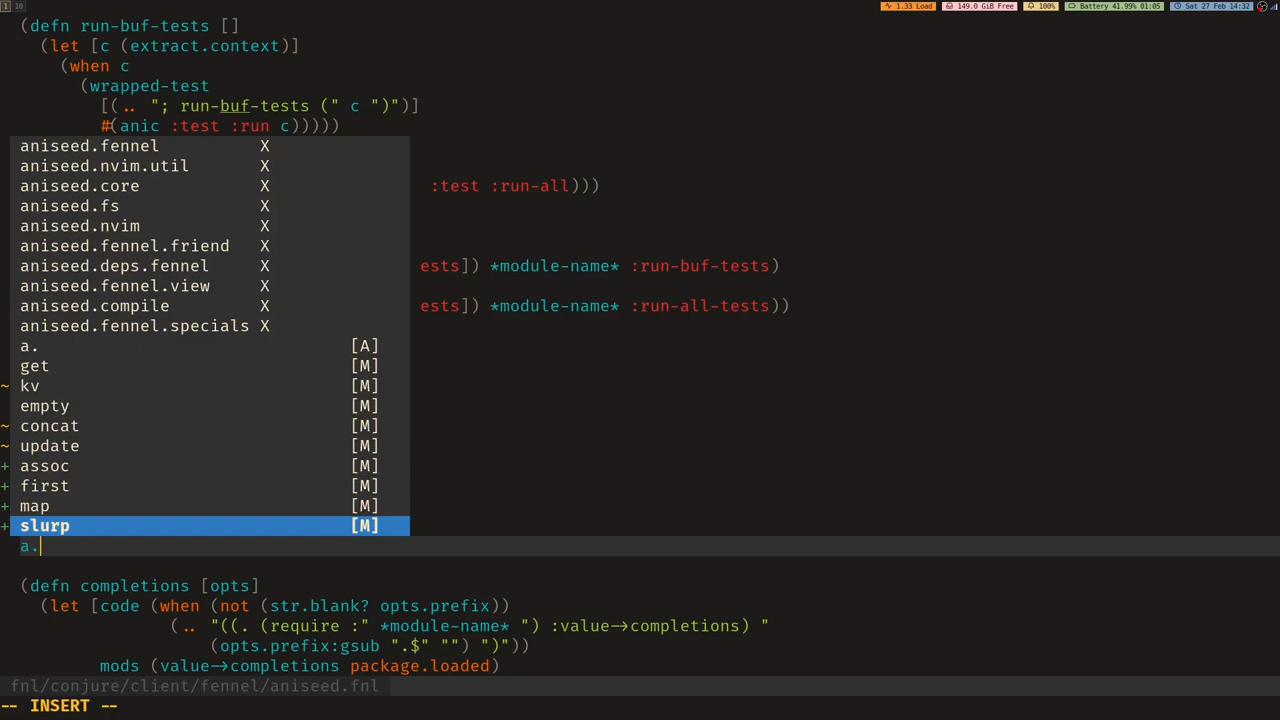 1 10 1.33 Load 149.0 GiB Free 100% Battery 41.99% 01:05 Sat 27 Feb 14:32
(defn run-buf-tests []
(let [c (extract.context)]
(when c
(wrapped-test
[(.. "; run-buf-tests (" c ")")]
#(anic :test :run c)))))
aniseed.fennel X
aniseed.nvim.util X
aniseed.core X :test :run-all)))
aniseed.fs X
aniseed.nvim X
aniseed.fennel.friend X
aniseed.deps.fennel X ests]) *module-name* :run-buf-tests)
aniseed.fennel.view X
aniseed.compile X ests]) *module-name* :run-all-tests))
aniseed.fennel.specials X
a. [A]
get [M]
~ kv [M]
empty [M]
~ concat [M]
~ update [M]
+ assoc [M]
+ first [M]
+ map [M]
+ slurp [M]
a.
(defn completions [opts]
(let [code (when (not (str.blank? opts.prefix))
(.. "((. (require :" *module-name* ") :value->completions) "
(opts.prefix:gsub ".$" "") ")"))
mods (value->completions package.loaded)
fnl/conjure/client/fennel/aniseed.fnl
-- INSERT --